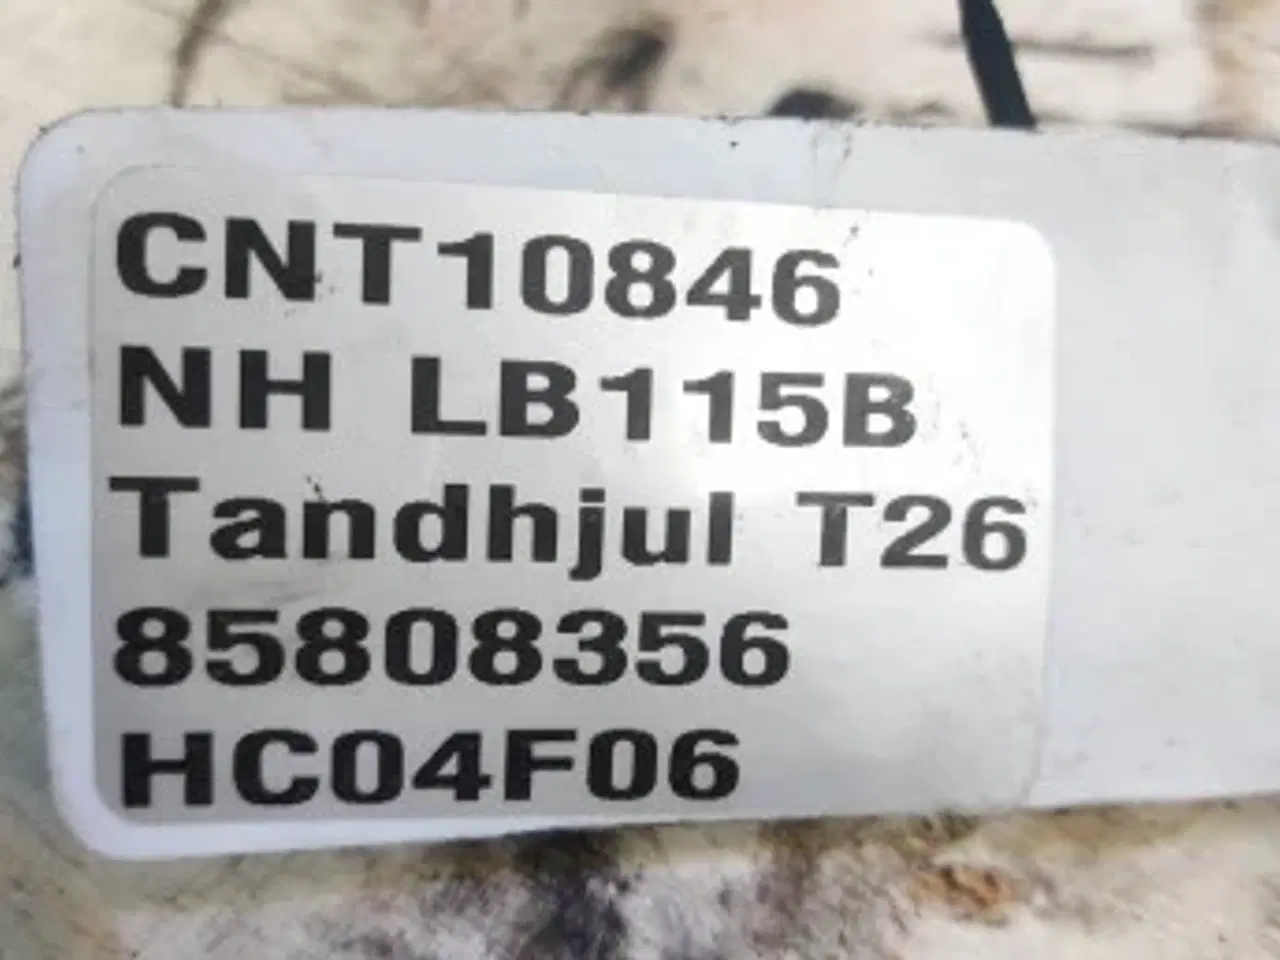 CNT10846
NH LB115B
Tandhjul T26
85808356
HC04F06